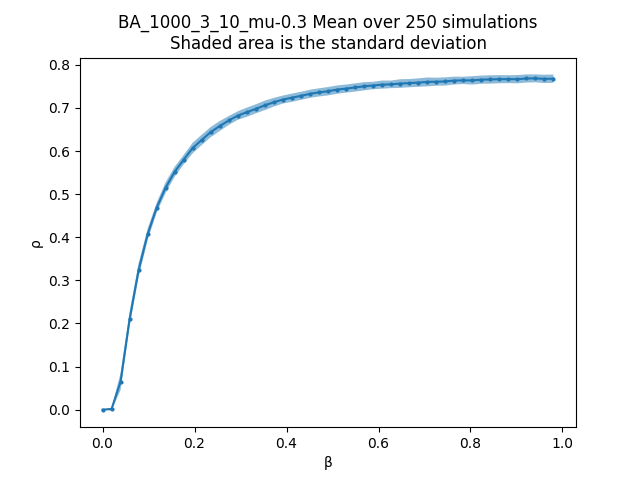 BA_1000_3_10_mu-0.3 Mean over 250 simulations
Shaded area is the standard deviation
0.8
0.7
0.6
0.5
0.4
0.3
0.2
0.1
0.0
ρ
0.0 0.2 0.4 0.6 0.8 1.0
β